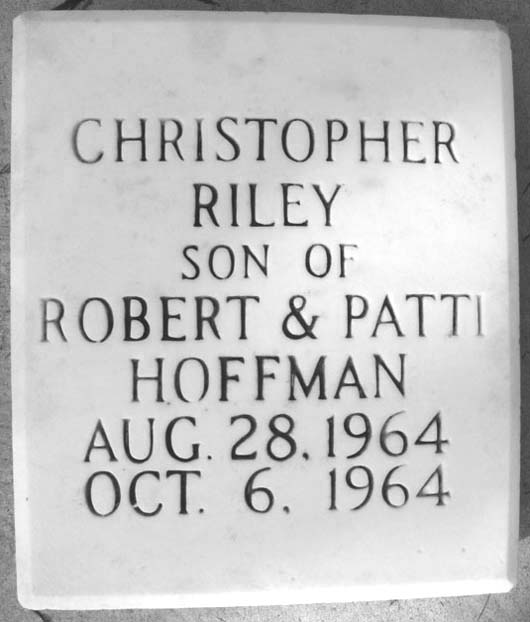 CHRISTOPHER
RILEY
SON OF
ROBERT & PATTI
HOFFMAN
AUG. 28, 1964
OCT. 6, 1964